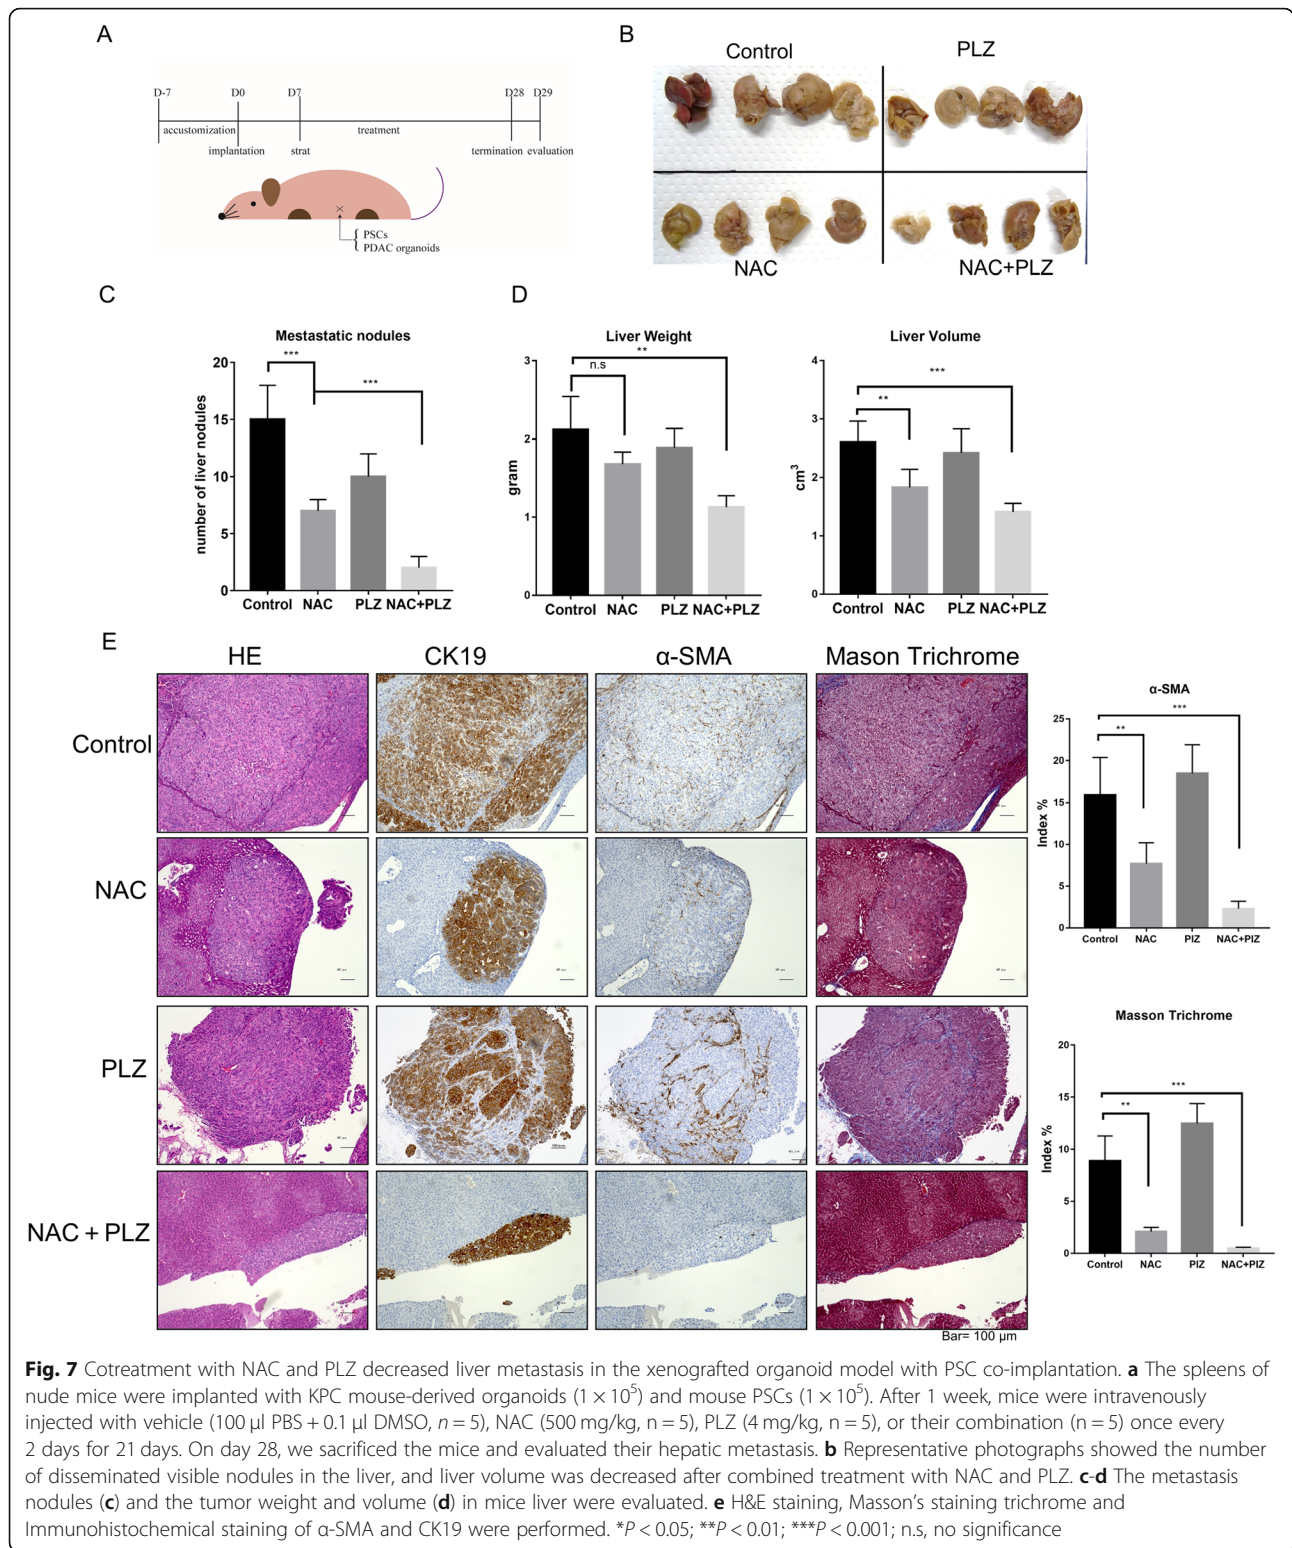 A
D-7 D0 D7 D28 D29
accustomization treatment
implantation strat termination evaluation
PSCs
PDAC organoids
B
Control PLZ
NAC NAC+PLZ
C
Mestastatic nodules
number of liver nodules
20
15
10
5
0
***
***
Control NAC PLZ NAC+PLZ
D
Liver Weight
gram
3
2
1
0
**
n.s
Control NAC PLZ NAC+PLZ
Liver Volume
cm³
4
3
2
1
0
***
**
Control NAC PLZ NAC+PLZ
E
HE CK19 α-SMA Mason Trichrome
Control
NAC
PLZ
NAC + PLZ
Bar= 100 µm
α-SMA
Index %
25
20
15
10
5
0
***
**
Control NAC PlZ NAC+PlZ
Masson Trichrome
Index %
20
15
10
5
0
***
**
Control NAC PlZ NAC+PlZ
Fig. 7 Cotreatment with NAC and PLZ decreased liver metastasis in the xenografted organoid model with PSC co-implantation. a The spleens of
nude mice were implanted with KPC mouse-derived organoids (1 × 10⁵) and mouse PSCs (1 × 10⁵). After 1 week, mice were intravenously
injected with vehicle (100 µl PBS + 0.1 µl DMSO, n = 5), NAC (500 mg/kg, n = 5), PLZ (4 mg/kg, n = 5), or their combination (n = 5) once every
2 days for 21 days. On day 28, we sacrificed the mice and evaluated their hepatic metastasis. b Representative photographs showed the number
of disseminated visible nodules in the liver, and liver volume was decreased after combined treatment with NAC and PLZ. c-d The metastasis
nodules (c) and the tumor weight and volume (d) in mice liver were evaluated. e H&E staining, Masson's staining trichrome and
Immunohistochemical staining of α-SMA and CK19 were performed. *P < 0.05; **P < 0.01; ***P < 0.001; n.s, no significance